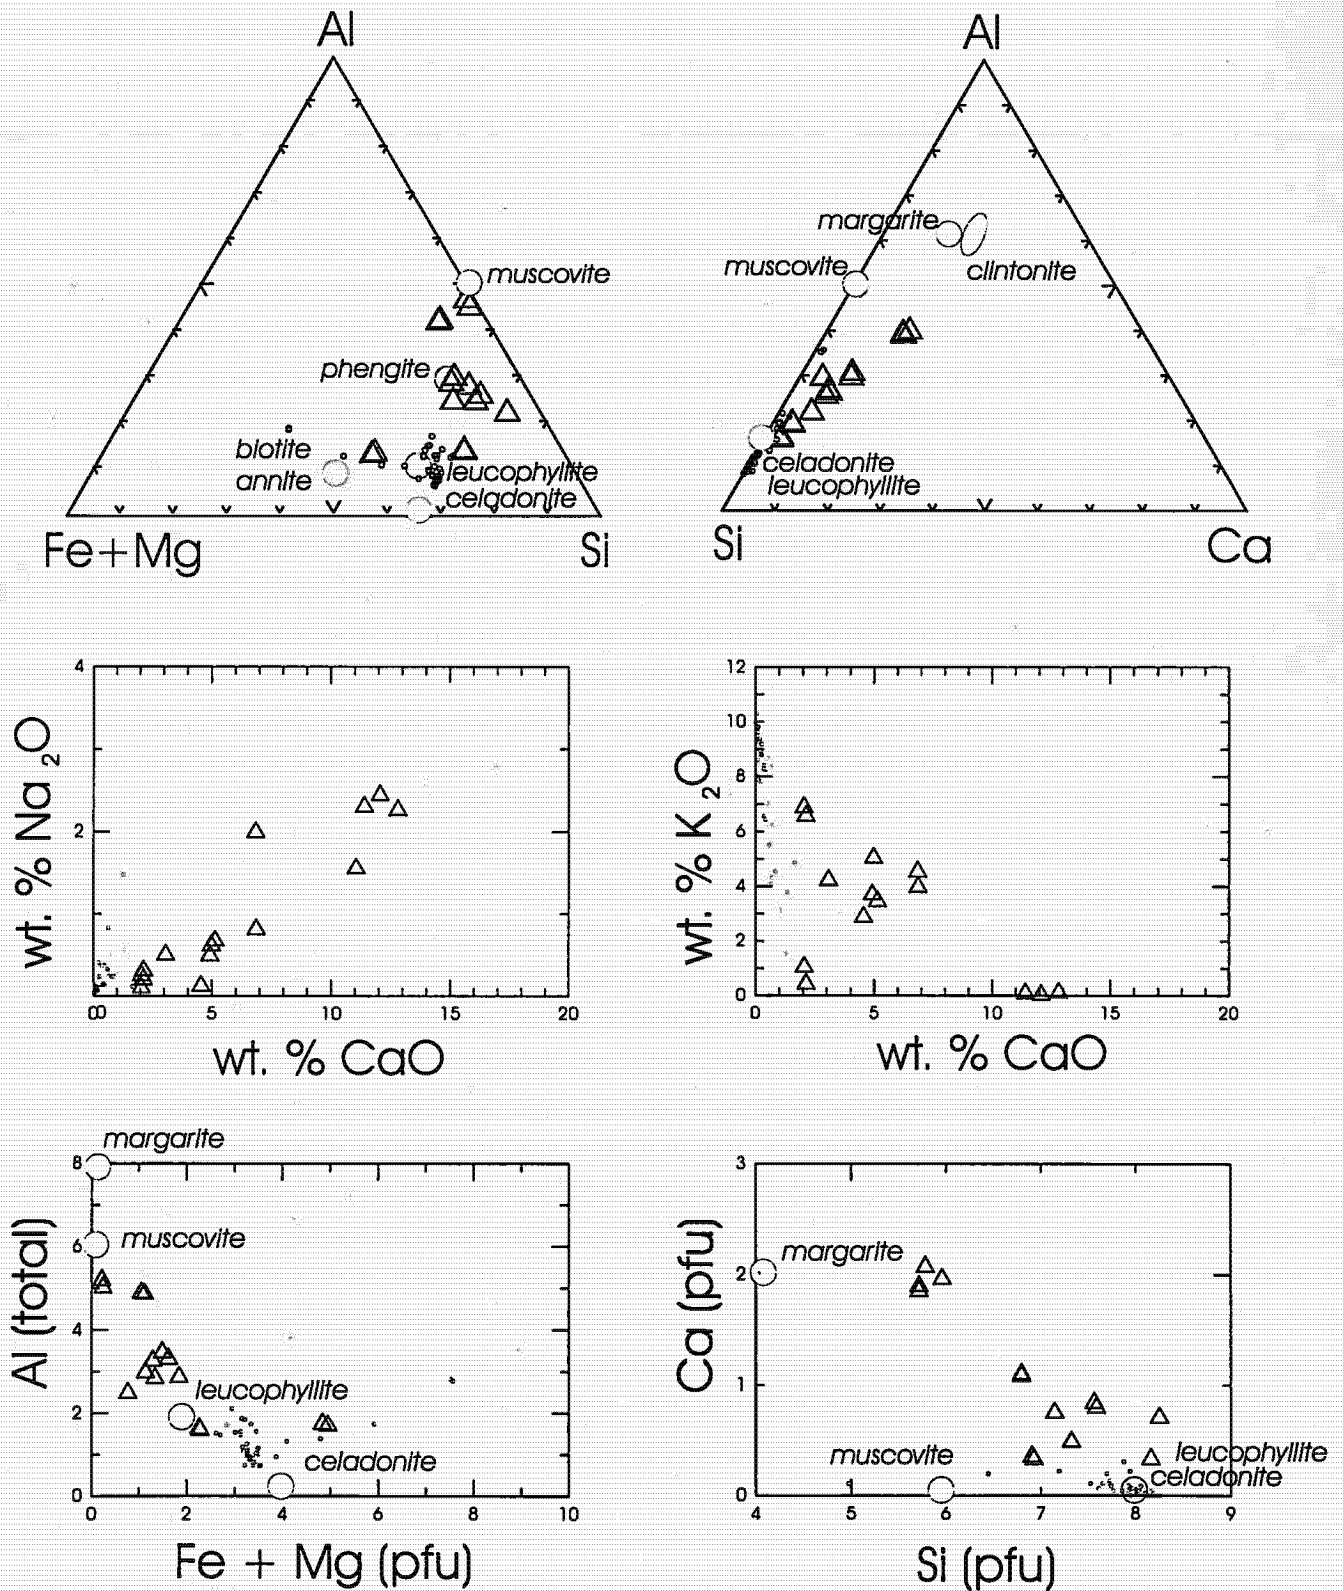 Al
Al
margarite
muscovite
muscovite
clintonite
phengite
biotite
annite
leucophyllite
celadonite
celadonite
leucophyllite
Fe+Mg
Si
Si
Ca
4
2
00
5
10
15
20
wt. % Na2O
wt. % CaO
12
10
8
6
4
2
0
0
5
10
15
20
wt. % K2O
wt. % CaO
margarite
muscovite
leucophyllite
celadonite
8
6
4
2
0
0
2
4
6
8
10
Al (total)
Fe + Mg (pfu)
margarite
muscovite
leucophyllite
celadonite
3
2
1
0
4
5
6
7
8
9
Ca (pfu)
Si (pfu)